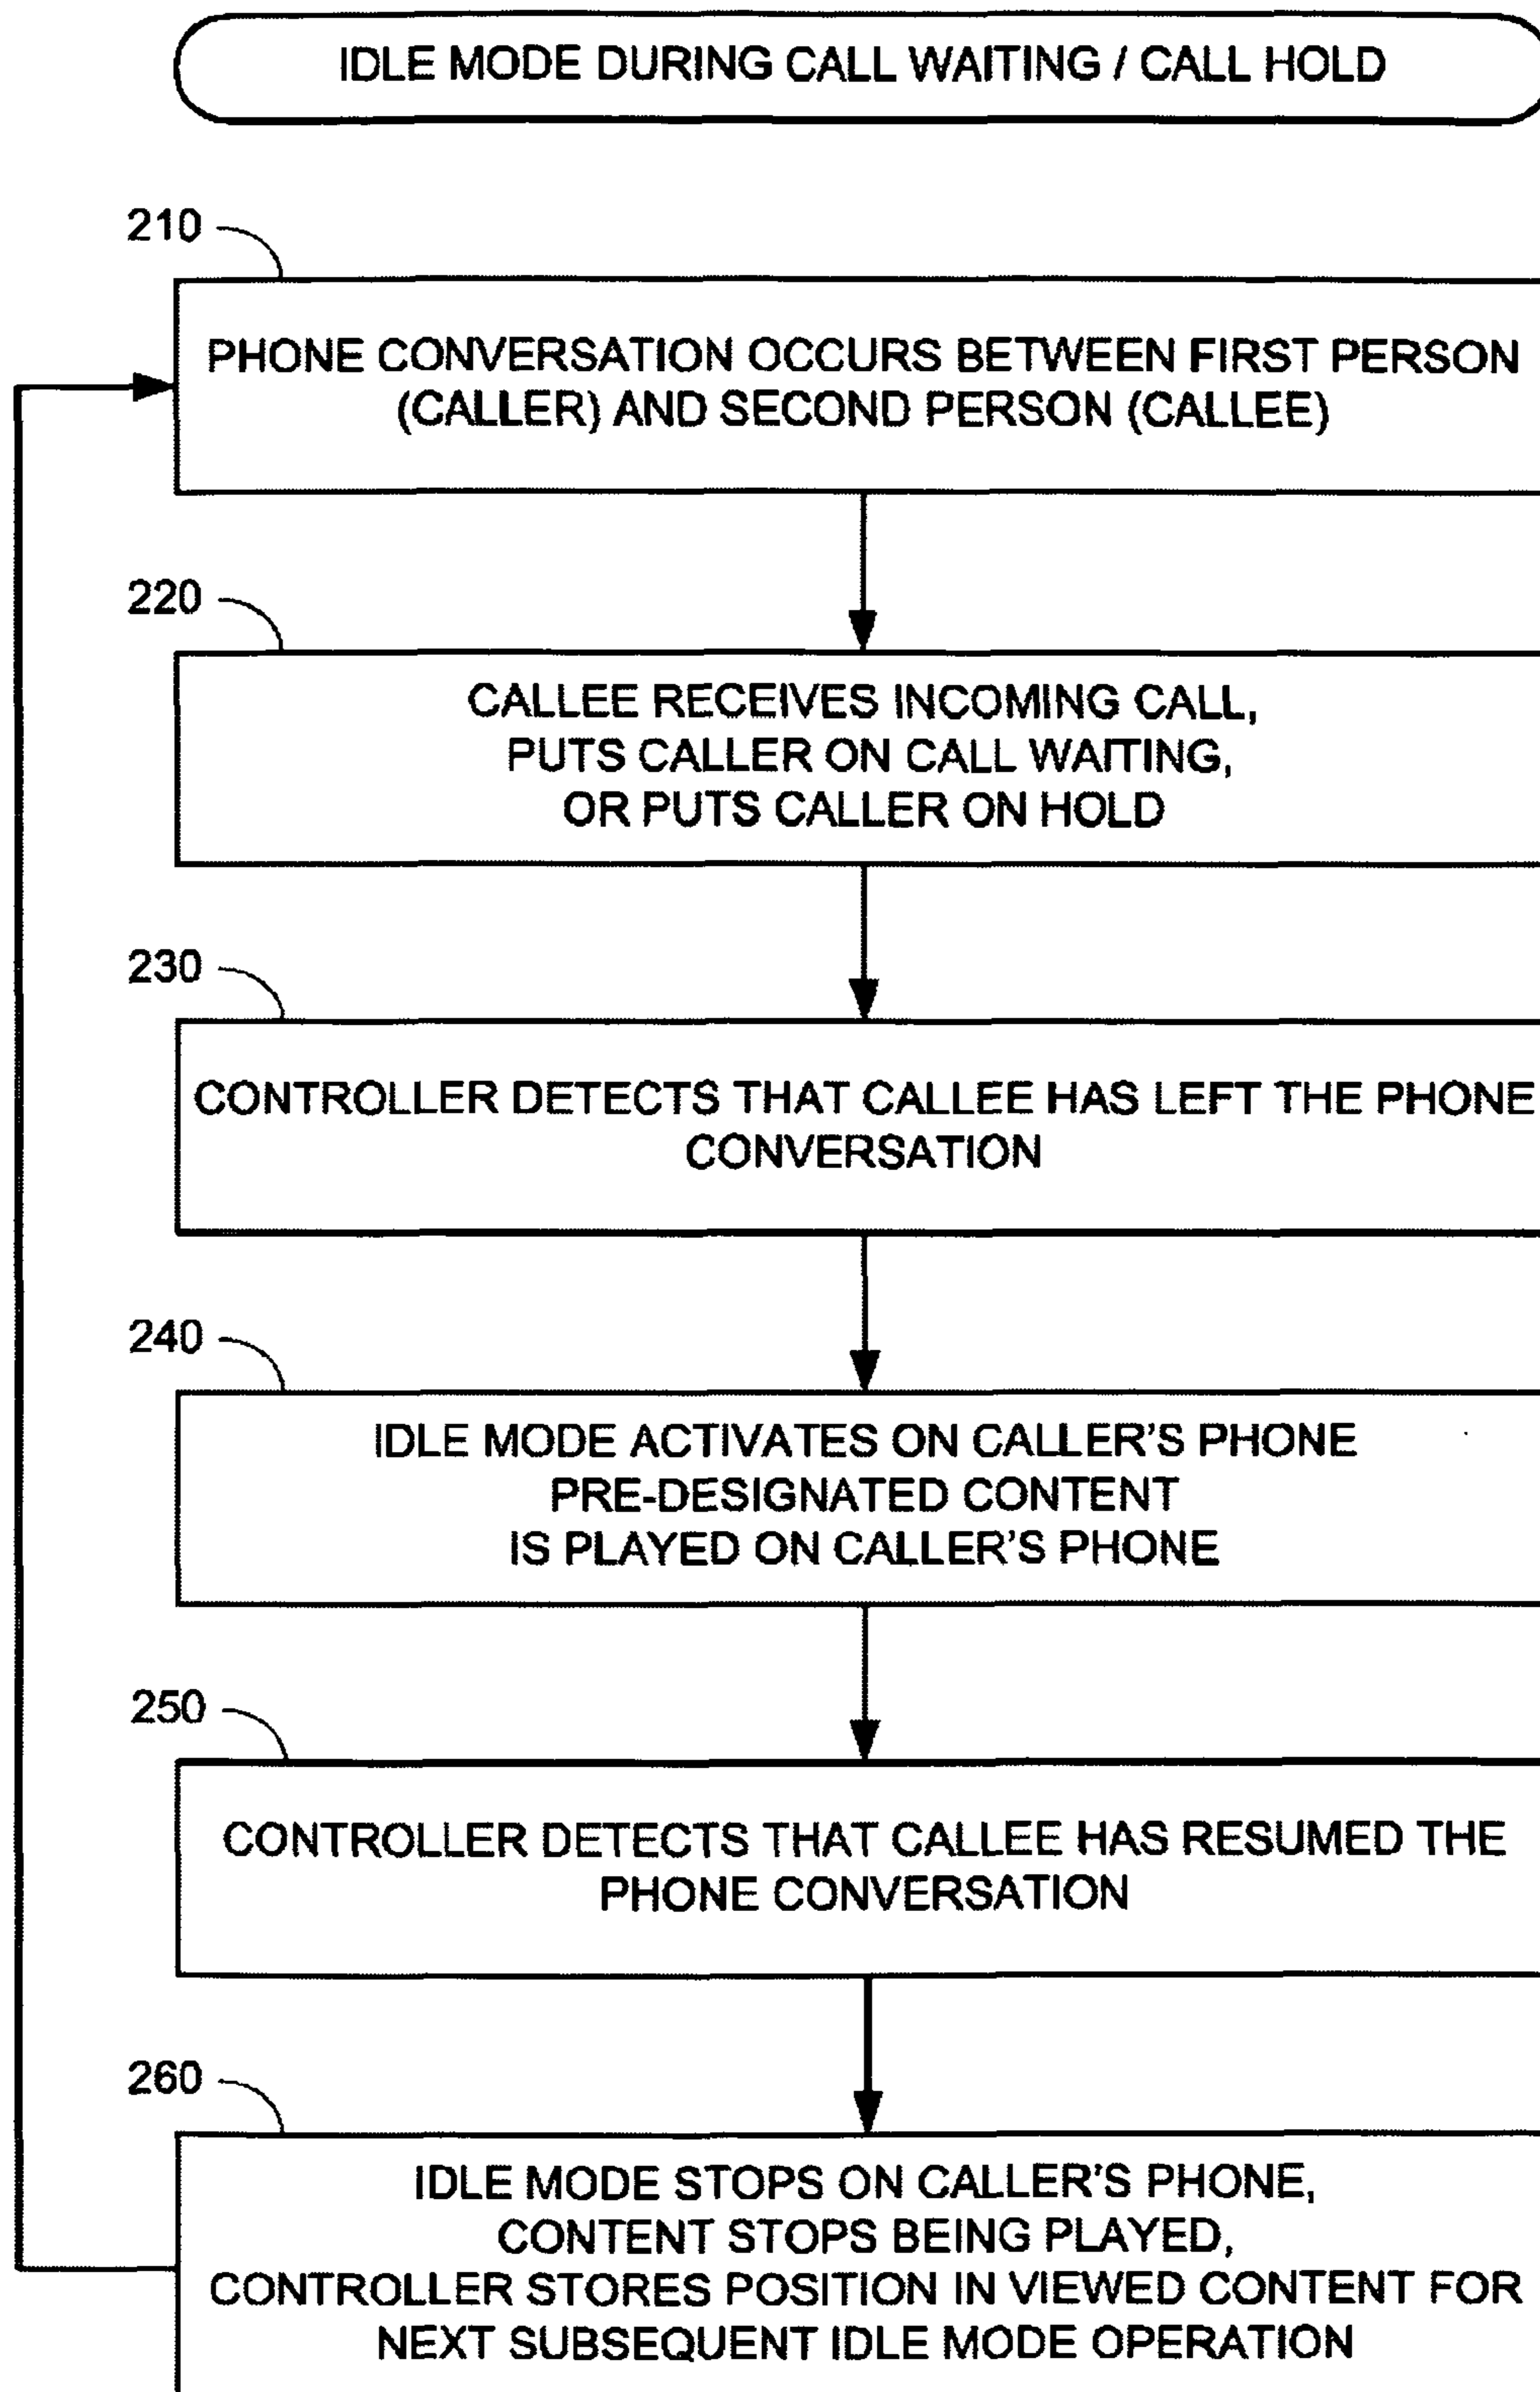 IDLE MODE DURING CALL WAITING / CALL HOLD
210
PHONE CONVERSATION OCCURS BETWEEN FIRST PERSON
(CALLER) AND SECOND PERSON (CALLEE)
220
CALLEE RECEIVES INCOMING CALL,
PUTS CALLER ON CALL WAITING,
OR PUTS CALLER ON HOLD
230
CONTROLLER DETECTS THAT CALLEE HAS LEFT THE PHONE
CONVERSATION
240
IDLE MODE ACTIVATES ON CALLER'S PHONE
PRE-DESIGNATED CONTENT
IS PLAYED ON CALLER'S PHONE
250
CONTROLLER DETECTS THAT CALLEE HAS RESUMED THE
PHONE CONVERSATION
260
IDLE MODE STOPS ON CALLER'S PHONE,
CONTENT STOPS BEING PLAYED,
CONTROLLER STORES POSITION IN VIEWED CONTENT FOR
NEXT SUBSEQUENT IDLE MODE OPERATION